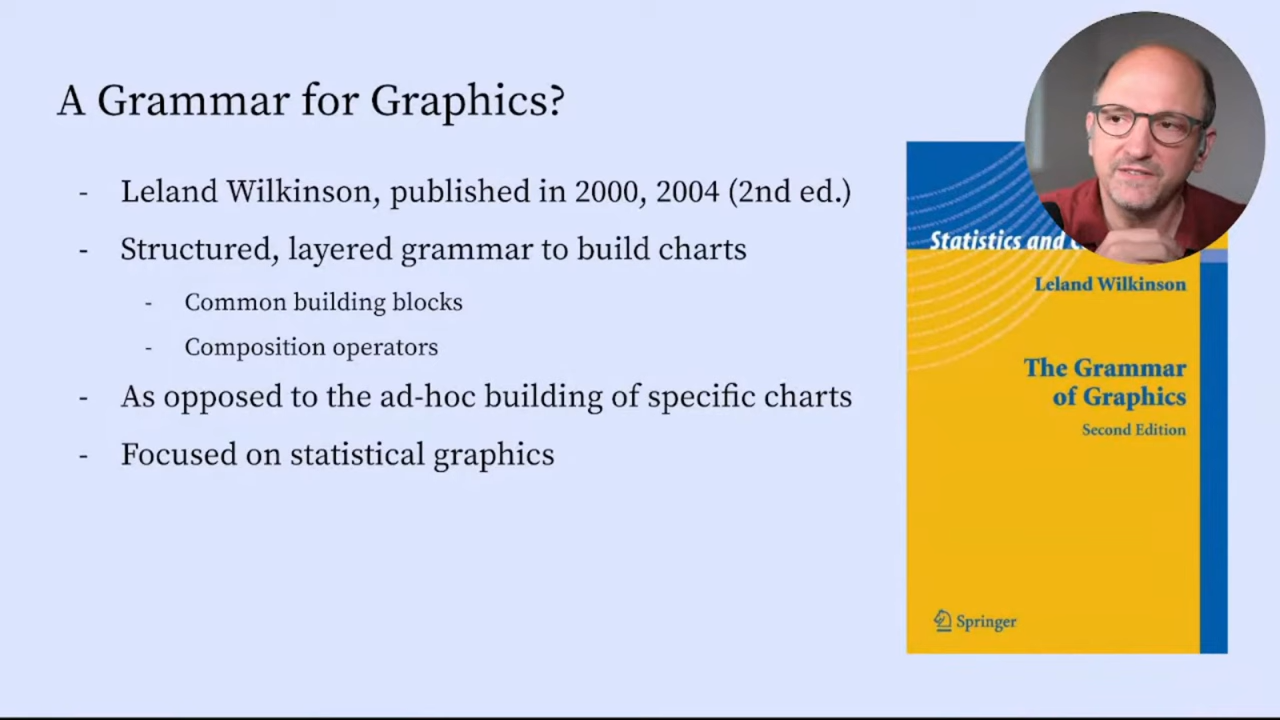 A Grammar for Graphics?
- Leland Wilkinson, published in 2000, 2004 (2nd ed.)
- Structured, layered grammar to build charts
- Common building blocks
- Composition operators
- As opposed to the ad-hoc building of specific charts
- Focused on statistical graphics
Statistics and
Leland Wilkinson
The Grammar
of Graphics
Second Edition
Springer